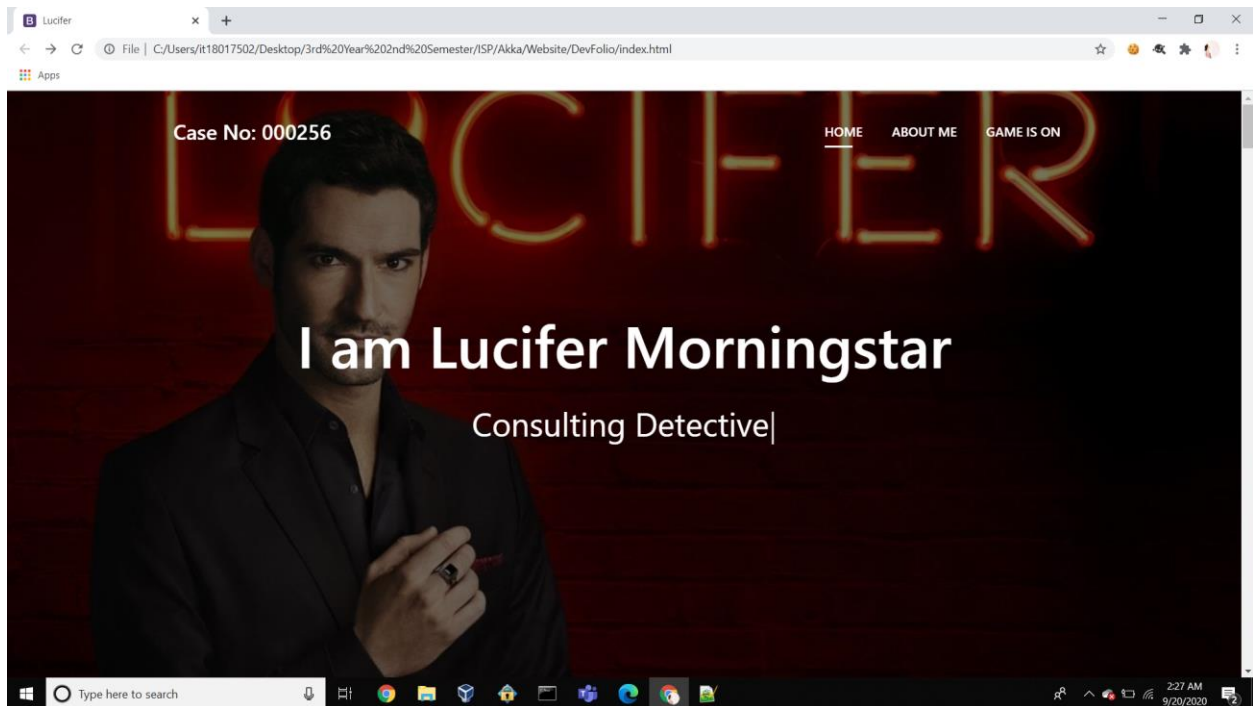 Lucifer
File | C:/Users/it18017502/Desktop/3rd%20Year%202nd%20Semester/ISP/Akka/Website/DevFolio/index.html
Apps
LUCIFER
Case No: 000256
HOME ABOUT ME GAME IS ON
I am Lucifer Morningstar
Consulting Detective|
Type here to search
2:27 AM
9/20/2020
2